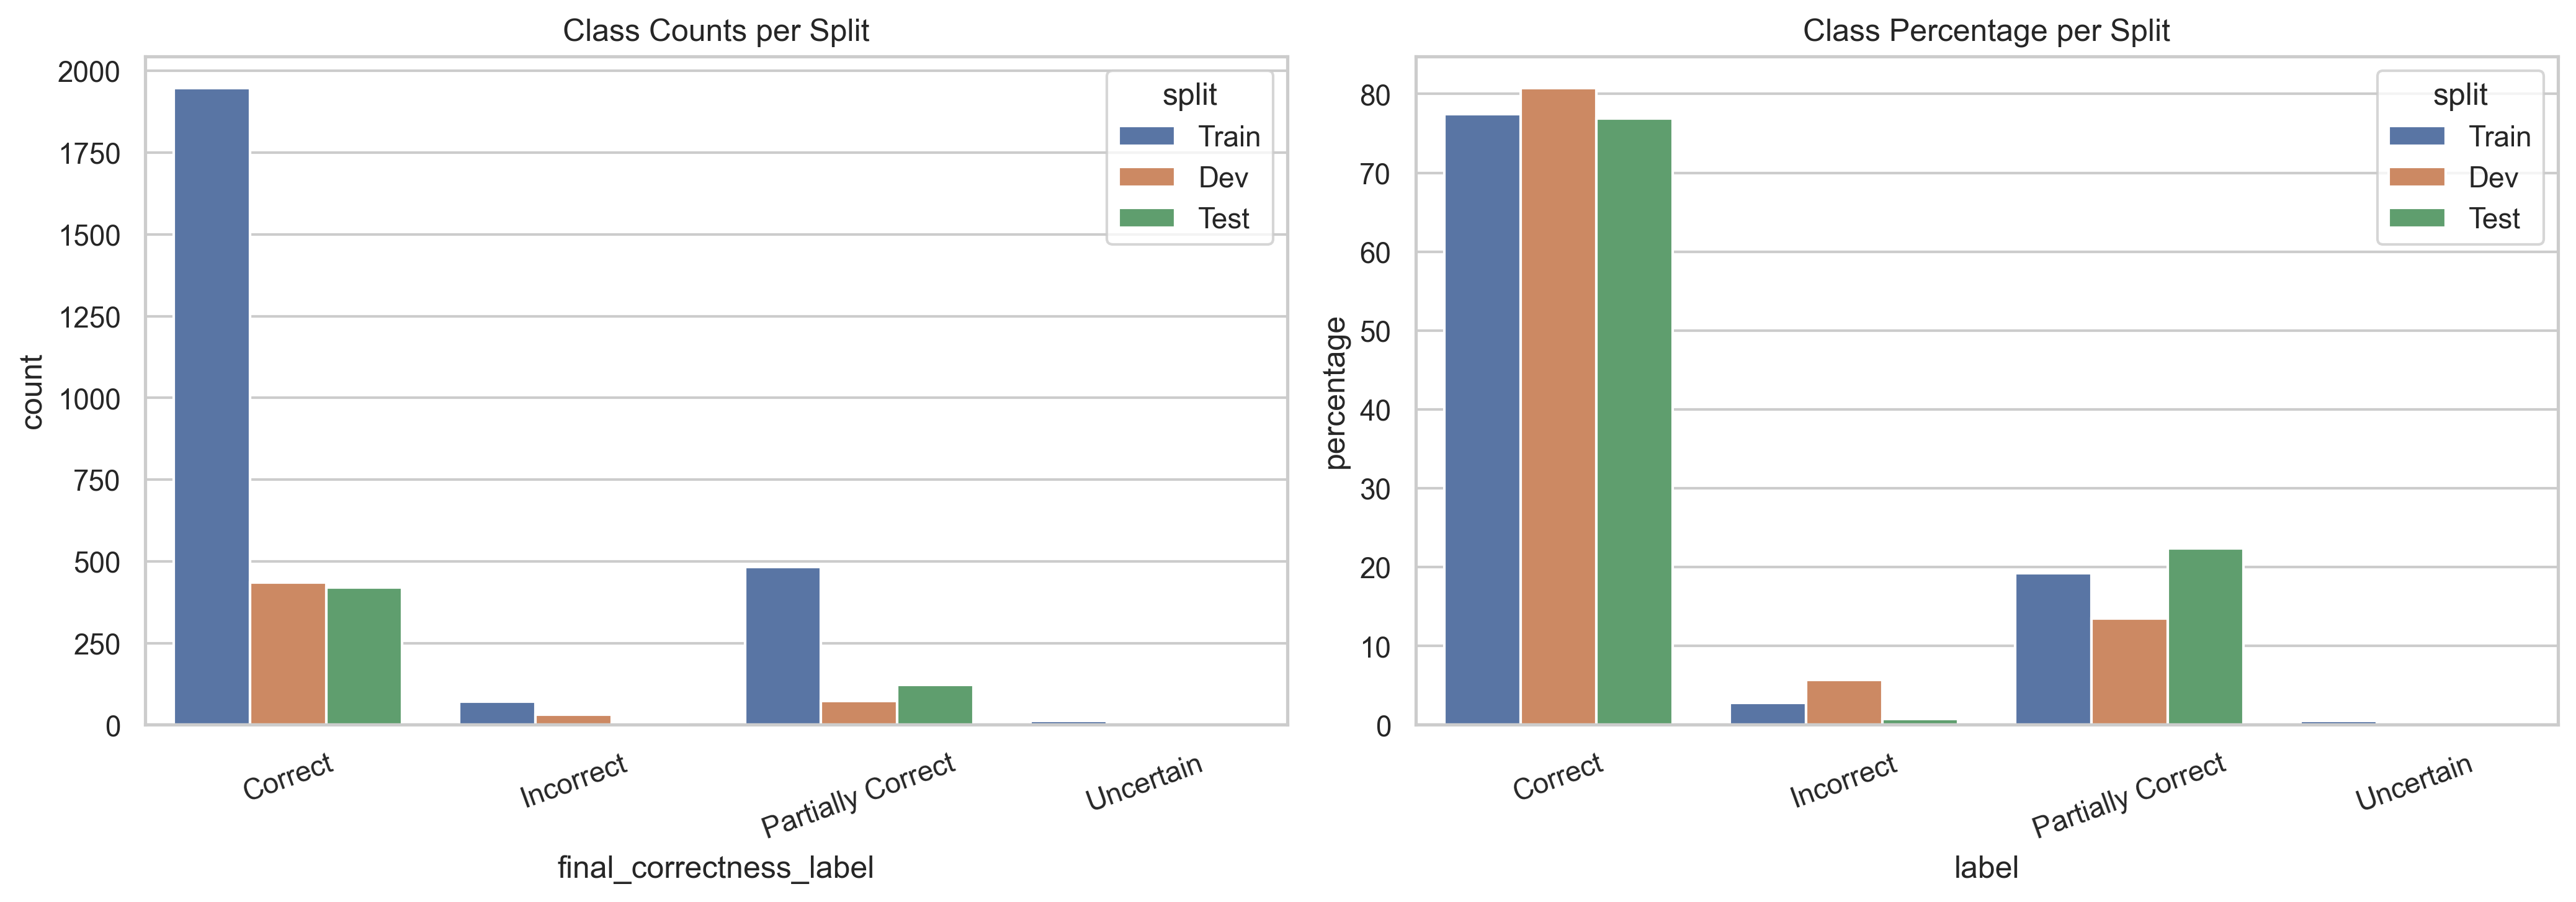 Class Counts per Split
count
2000
1750
1500
1250
1000
750
500
250
0
split
Train
Dev
Test
Correct
Incorrect
Partially Correct
Uncertain
final_correctness_label
Class Percentage per Split
percentage
80
70
60
50
40
30
20
10
0
split
Train
Dev
Test
Correct
Incorrect
Partially Correct
Uncertain
label